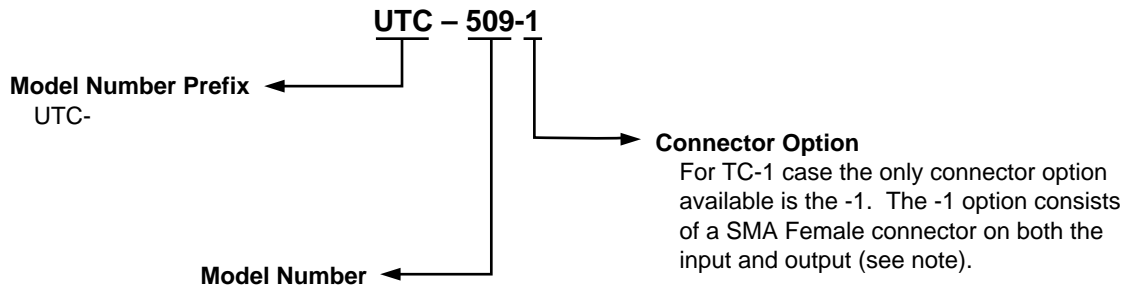 UTC – 509-1
Model Number Prefix
UTC-
Connector Option
For TC-1 case the only connector option
available is the -1. The -1 option consists
of a SMA Female connector on both the
input and output (see note).
Model Number